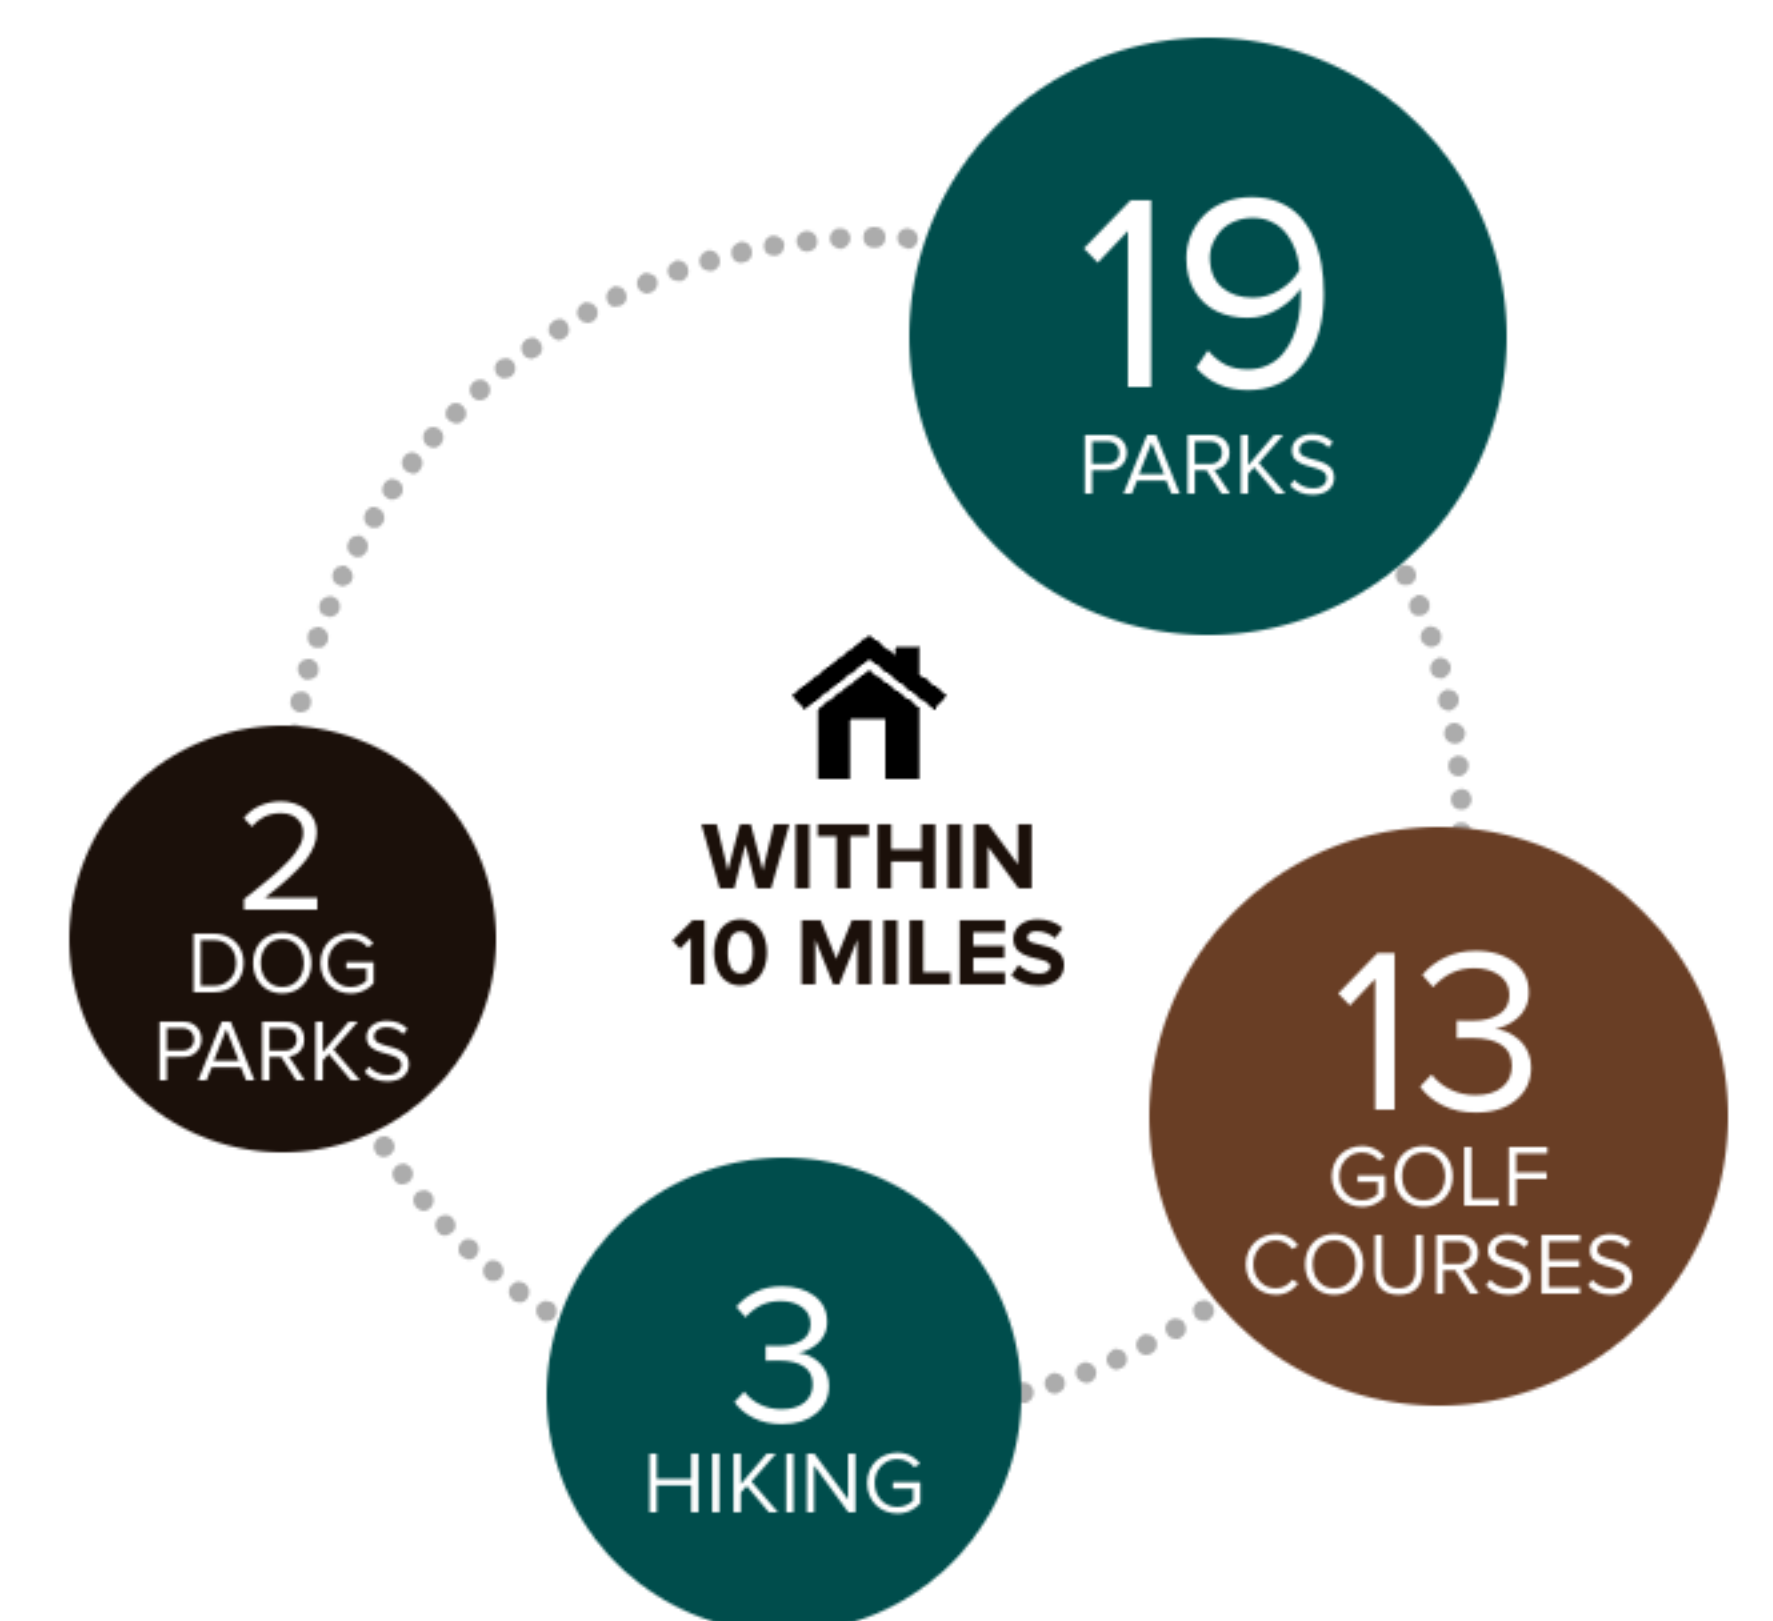 19
PARKS
2
DOG
PARKS
WITHIN
10 MILES
13
GOLF
COURSES
3
HIKING